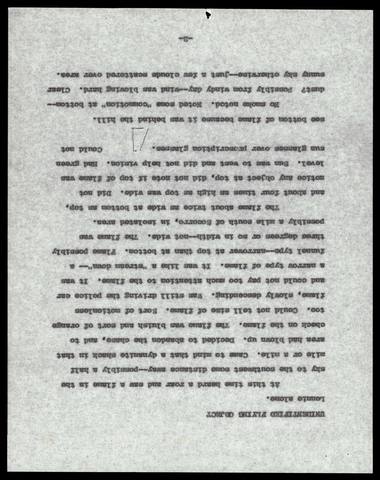 UNIDENTIFIED FLYING OBJECT
Lonnie alone.
At this time heard a roar and saw a flame in the
sky to the southwest some distance away--possibly a half
mile or a mile. Came to mind that a dynamite shack in that
area had blown up. Decided to abandon the chase, and to
check on the flame. The flame was bluish and sort of orange
too. Could not tell size of flame. Sort of motionless
flame, slowly descending. Was still driving the police car
and could not pay too much attention to the flame. It was
a narrow type of flame. It was like a "stream down"-- a
funnel type--narrower at top than at bottom. Flame possibly
three degrees or so in width--not wide. The flame was
possibly a mile south of Socorro, in isolated area.
The flame about twice as wide at bottom as top,
and about four times as high as top was wide. Did not
notice any object at top, did not note if top of flame was
level. Sun was to west and did not help vision. Had green
sun glasses over prescription glasses. Could not
see bottom of flame because it was behind the hill.
No smoke noted. Noted some "commotion" at bottom--
dust? Possibly from windy day--wind was blowing hard. Clear
sunny sky otherwise--just a few clouds scattered over area.
-2-